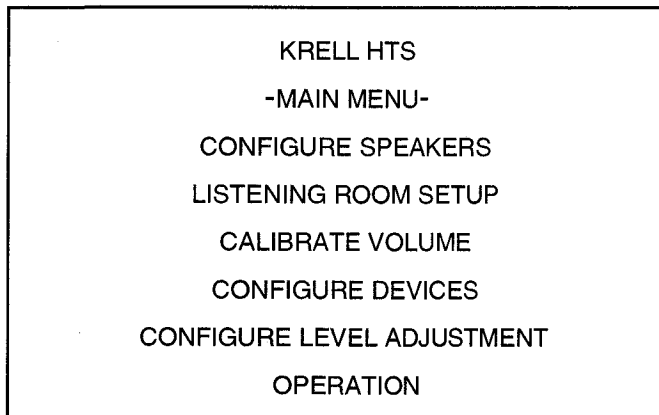 KRELL HTS
-MAIN MENU-
CONFIGURE SPEAKERS
LISTENING ROOM SETUP
CALIBRATE VOLUME
CONFIGURE DEVICES
CONFIGURE LEVEL ADJUSTMENT
OPERATION